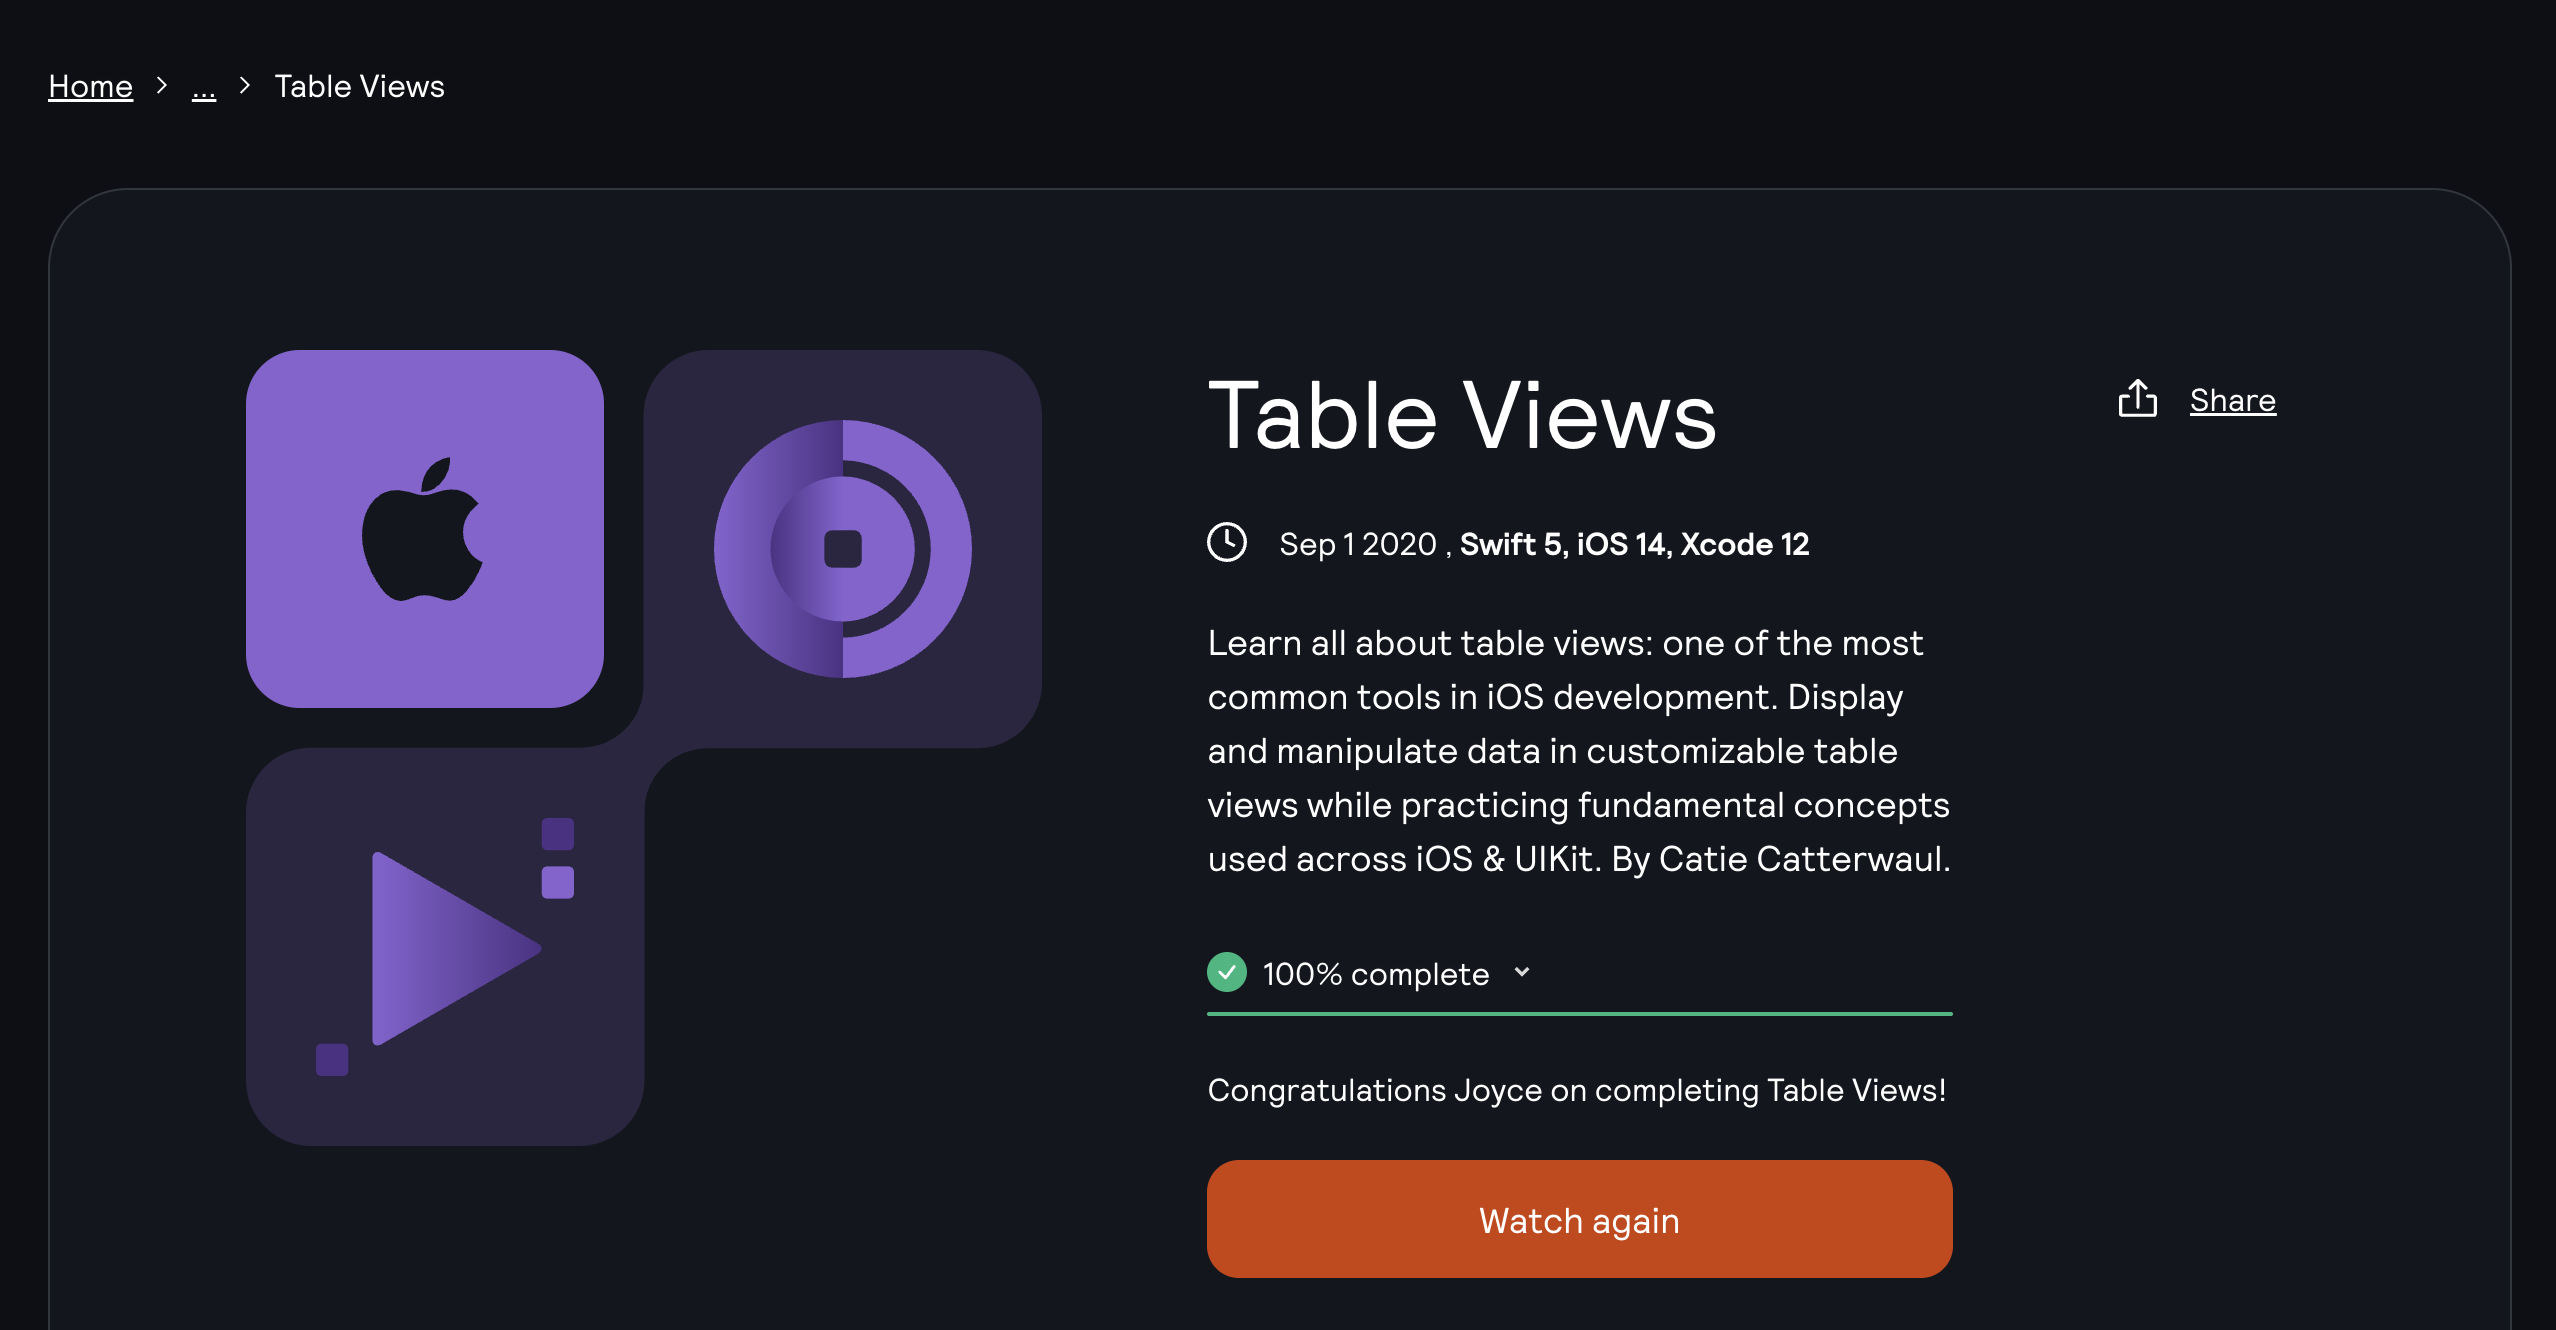 Home > ... > Table Views
Table Views
Share
Sep 1 2020 , Swift 5, iOS 14, Xcode 12
Learn all about table views: one of the most
common tools in iOS development. Display
and manipulate data in customizable table
views while practicing fundamental concepts
used across iOS & UIKit. By Catie Catterwaul.
100% complete
Congratulations Joyce on completing Table Views!
Watch again